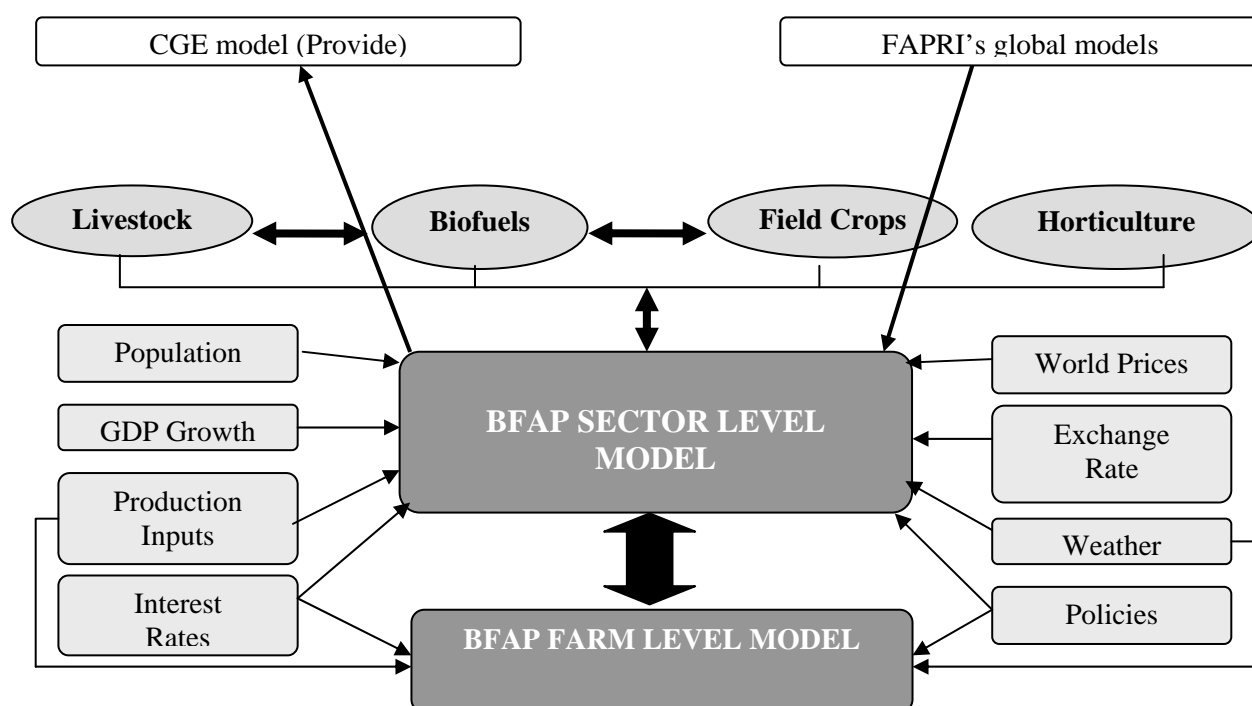 CGE model (Provide)
FAPRI’s global models
Livestock
Biofuels
Field Crops
Horticulture
Population
GDP Growth
Production
Inputs
Interest
Rates
BFAP SECTOR LEVEL
MODEL
World Prices
Exchange
Rate
Weather
Policies
BFAP FARM LEVEL MODEL